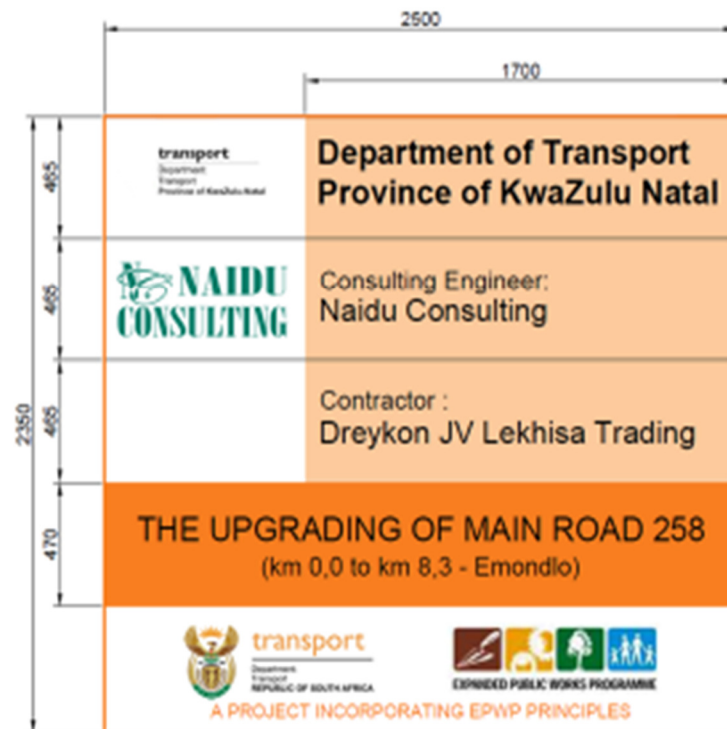 2500
1700
465
transport
Department
Transport
Province of KwaZulu Natal
Department of Transport
Province of KwaZulu Natal
465
NAIDU
CONSULTING
Consulting Engineer:
Naidu Consulting
2350
465
Contractor :
Dreykon JV Lekhisa Trading
470
THE UPGRADING OF MAIN ROAD 258
(km 0,0 to km 8,3 - Emondlo)
transport
Department
Transport
REPUBLIC OF SOUTH AFRICA
EXPANDED PUBLIC WORKS PROGRAMME
A PROJECT INCORPORATING EPWP PRINCIPLES